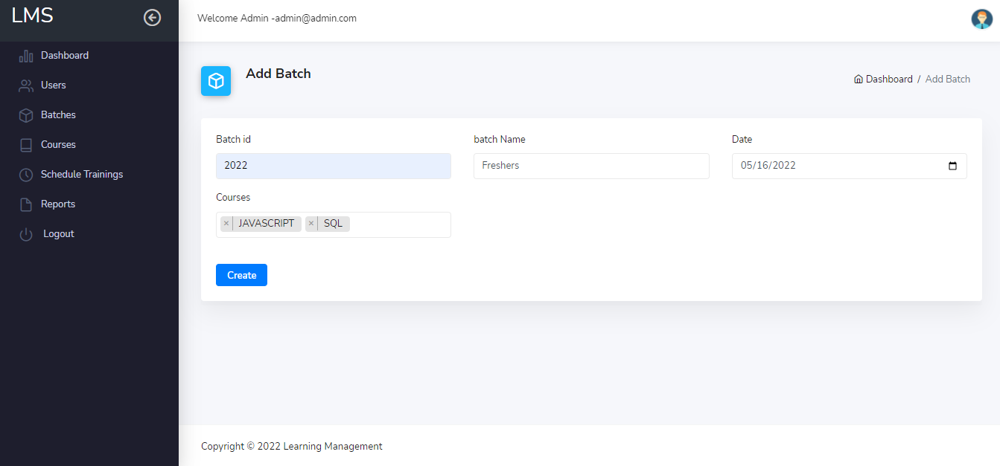 LMS
Welcome Admin -admin@admin.com
Dashboard
Users
Batches
Courses
Schedule Trainings
Reports
Logout
Add Batch
Dashboard / Add Batch
Batch id
batch Name
Date
2022
Freshers
05/16/2022
Courses
× JAVASCRIPT × SQL
Create
Copyright © 2022 Learning Management